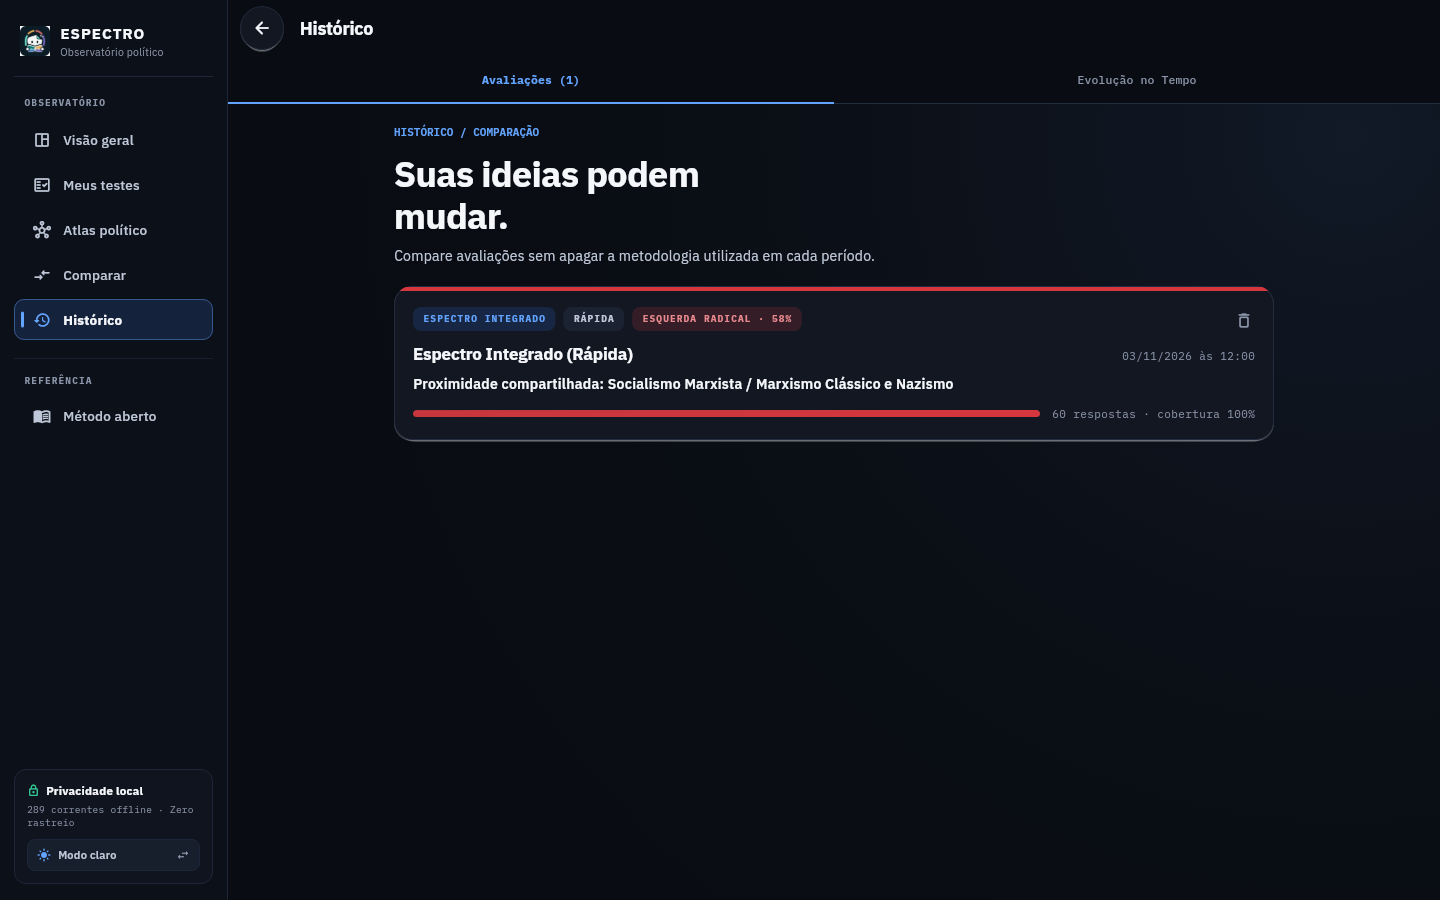 ESPECTRO
Observatório político
OBSERVATÓRIO
Visão geral
Meus testes
Atlas político
Comparar
Histórico
REFERÊNCIA
Método aberto
Privacidade local
289 correntes offline · Zero
rastreio
Modo claro
Histórico
Avaliações (1)
Evolução no Tempo
HISTÓRICO / COMPARAÇÃO
Suas ideias podem
mudar.
Compare avaliações sem apagar a metodologia utilizada em cada período.
ESPECTRO INTEGRADO
RÁPIDA
ESQUERDA RADICAL · 58%
Espectro Integrado (Rápida)
03/11/2026 às 12:00
Proximidade compartilhada: Socialismo Marxista / Marxismo Clássico e Nazismo
60 respostas · cobertura 100%